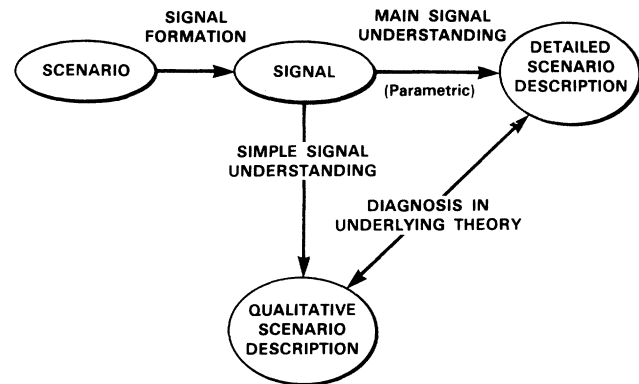 SIGNAL
FORMATION
MAIN SIGNAL
UNDERSTANDING
SCENARIO
SIGNAL
(Parametric)
DETAILED
SCENARIO
DESCRIPTION
SIMPLE SIGNAL
UNDERSTANDING
DIAGNOSIS IN
UNDERLYING THEORY
QUALITATIVE
SCENARIO
DESCRIPTION